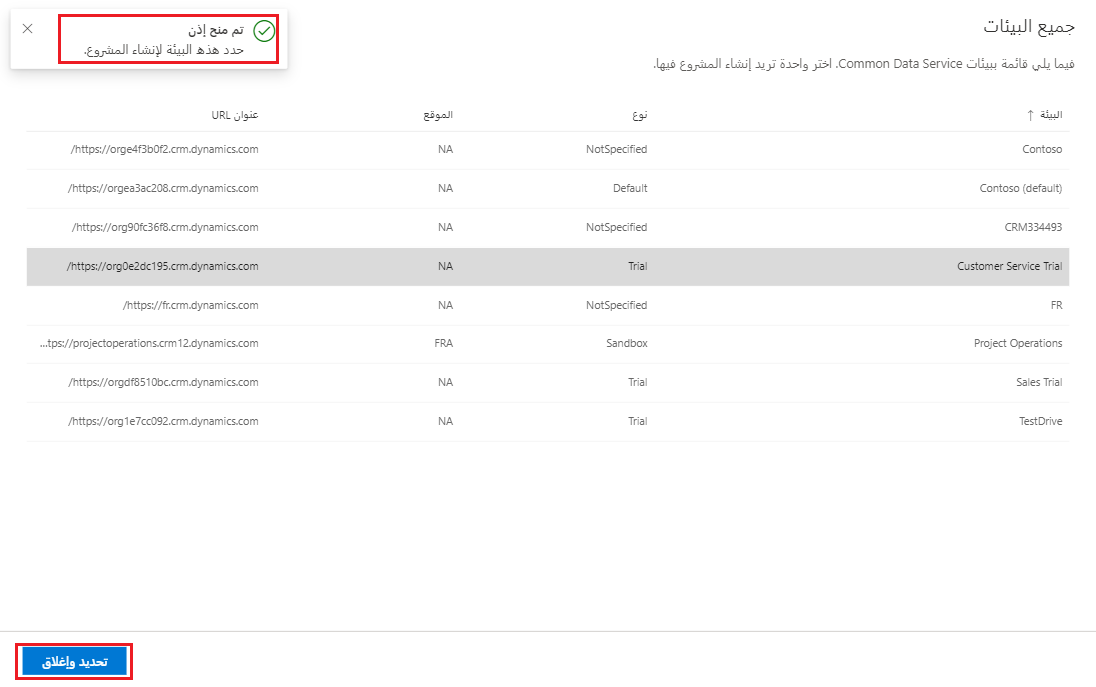 تم منح إذن
حدد هذه البيئة لإنشاء المشروع.
جميع البيئات
فيما يلي قائمة ببيئات Common Data Service. اختر واحدة تريد إنشاء المشروع فيها.
البيئة ↑ نوع الموقع عنوان URL
Contoso NotSpecified NA https://orge4f3b0f2.crm.dynamics.com/
Contoso (default) Default NA https://orgea3ac208.crm.dynamics.com/
CRM334493 NotSpecified NA https://org90fc36f8.crm.dynamics.com/
Customer Service Trial Trial NA https://org0e2dc195.crm.dynamics.com/
FR NotSpecified NA https://fr.crm.dynamics.com/
Project Operations Sandbox FRA ...tps://projectoperations.crm12.dynamics.com
Sales Trial Trial NA https://orgdf8510bc.crm.dynamics.com/
TestDrive Trial NA https://org1e7cc092.crm.dynamics.com/
تحديد وإغلاق